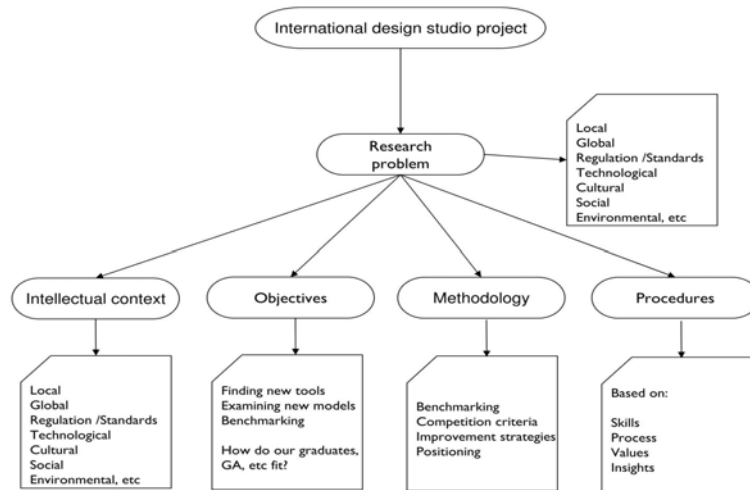 International design studio project
Research
problem
Local
Global
Regulation /Standards
Technological
Cultural
Social
Environmental, etc
Intellectual context
Objectives
Methodology
Procedures
Local
Global
Regulation /Standards
Technological
Cultural
Social
Environmental, etc
Finding new tools
Examining new models
Benchmarking
How do our graduates,
GA, etc fit?
Benchmarking
Competition criteria
Improvement strategies
Positioning
Based on:
Skills
Process
Values
Insights